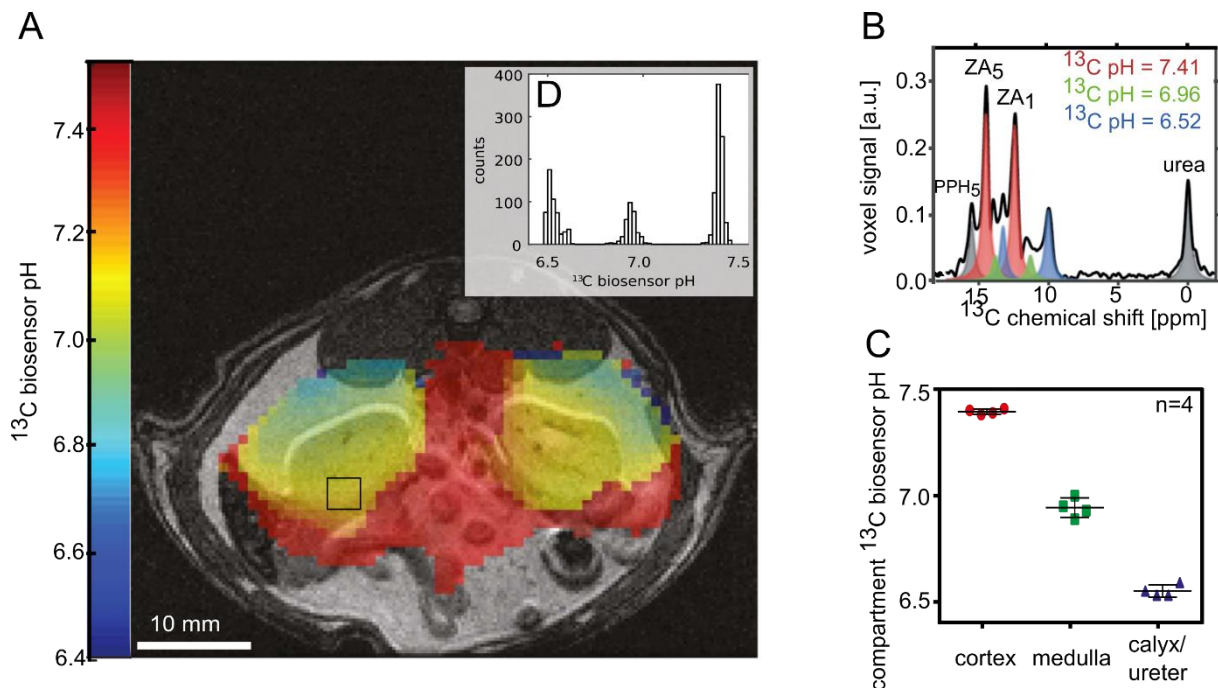 A
7.4
7.2
7.0
6.8
6.6
6.4
¹³C biosensor pH
10 mm
D
400
300
200
100
0
counts
6.5 7.0 7.5
¹³C biosensor pH
B
0.3
0.2
0.1
0.0
voxel signal [a.u.]
ZA₅
ZA₁
PPH₅
urea
¹³C pH = 7.41
¹³C pH = 6.96
¹³C pH = 6.52
15 10 5 0
¹³C chemical shift [ppm]
C
n=4
7.5
7.0
6.5
compartment ¹³C biosensor pH
cortex medulla calyx/
ureter